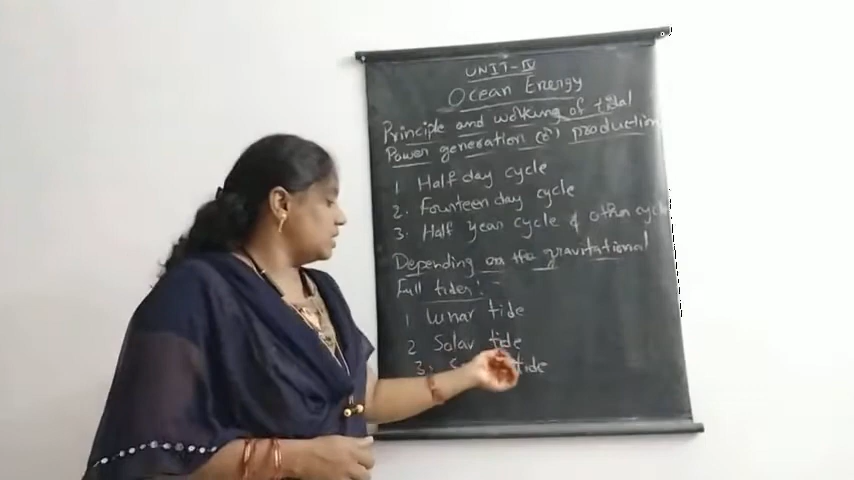 UNIT-IV
Ocean Energy
Principle and working of tidal
Power generation (or) production
1 Half day cycle
2. Fourteen day cycle
3. Half year cycle & other
Depending on the gravitational
Full tides:-
1 Lunar tide
2 Solar tide
3. tide